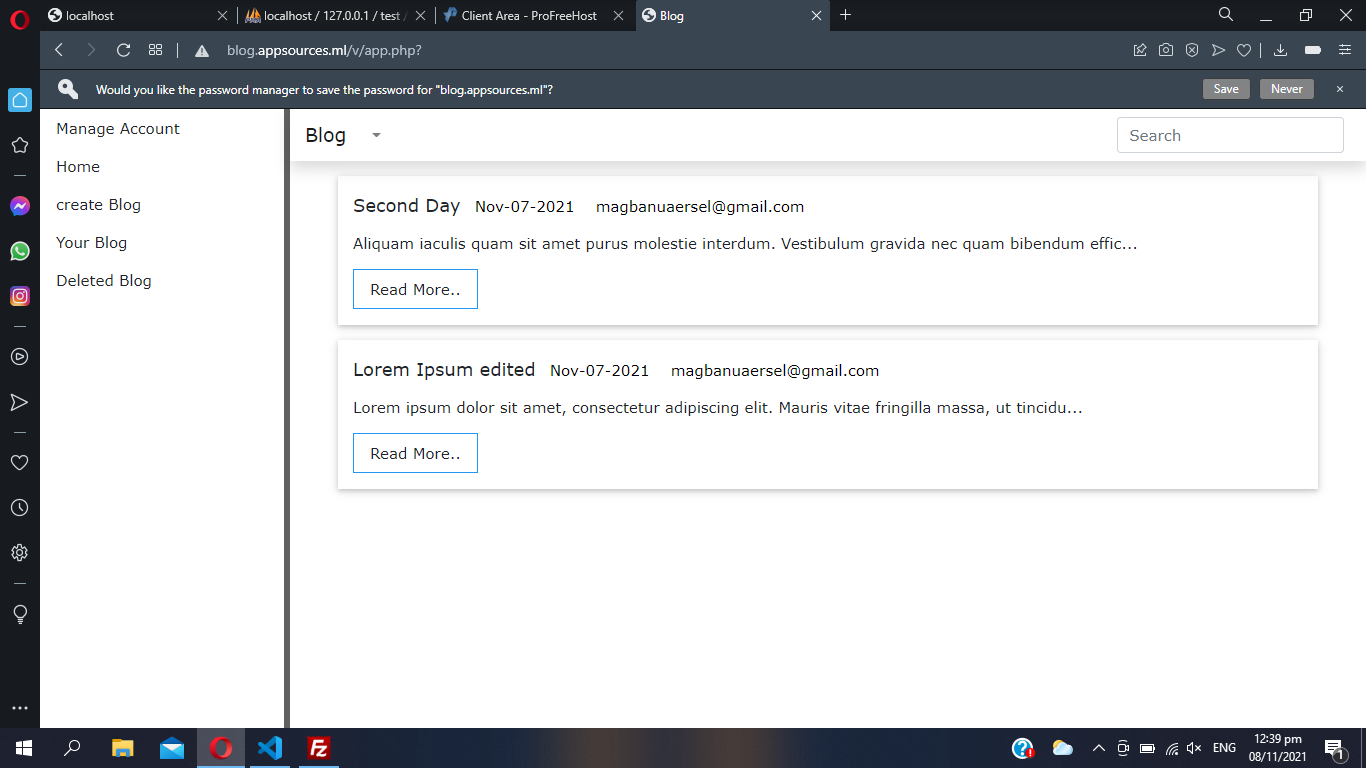 localhost
localhost / 127.0.0.1 / test /
Client Area - ProFreeHost
Blog
blog.appsources.ml/v/app.php?
Would you like the password manager to save the password for "blog.appsources.ml"?
Save
Never
Manage Account
Home
create Blog
Your Blog
Deleted Blog
Blog
Search
Second Day Nov-07-2021 magbanuaersel@gmail.com
Aliquam iaculis quam sit amet purus molestie interdum. Vestibulum gravida nec quam bibendum effic...
Read More..
Lorem Ipsum edited Nov-07-2021 magbanuaersel@gmail.com
Lorem ipsum dolor sit amet, consectetur adipiscing elit. Mauris vitae fringilla massa, ut tincidu...
Read More..
ENG
12:39 pm
08/11/2021
1